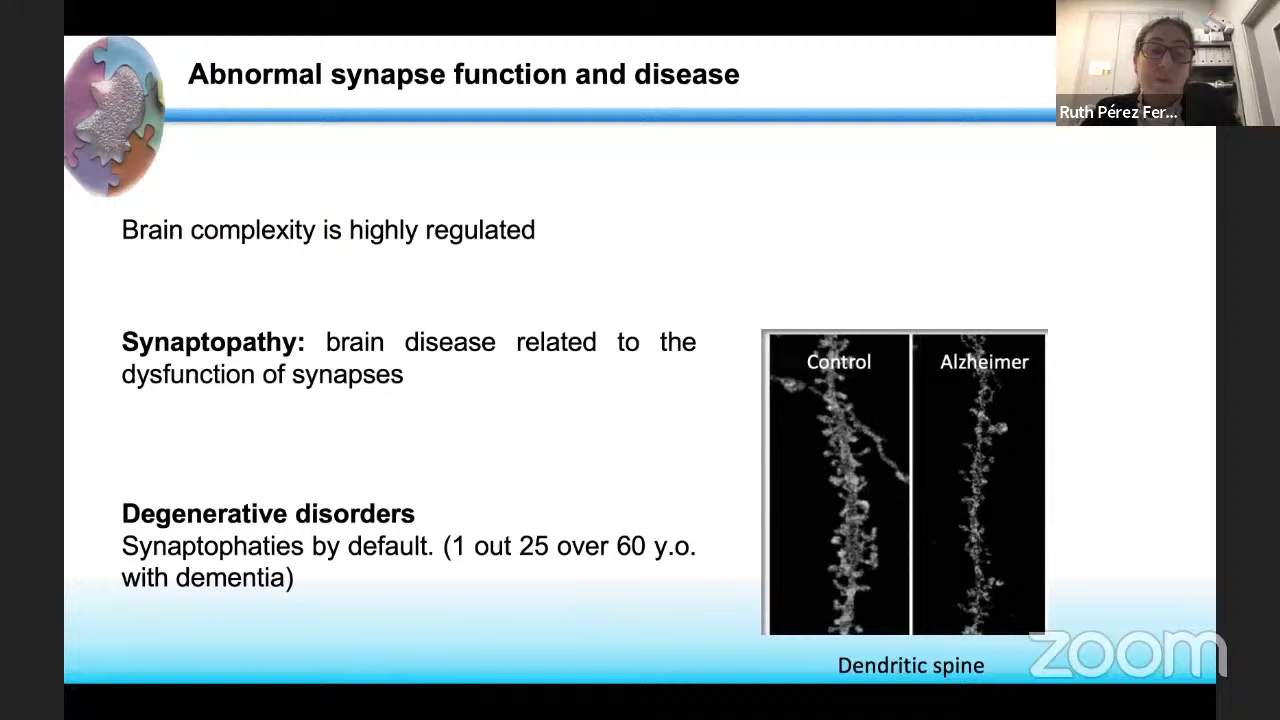 Abnormal synapse function and disease
Ruth Pérez Fer...
Brain complexity is highly regulated
Synaptopathy: brain disease related to the
dysfunction of synapses
Control
Alzheimer
Degenerative disorders
Synaptophaties by default. (1 out 25 over 60 y.o.
with dementia)
Dendritic spine
zoom